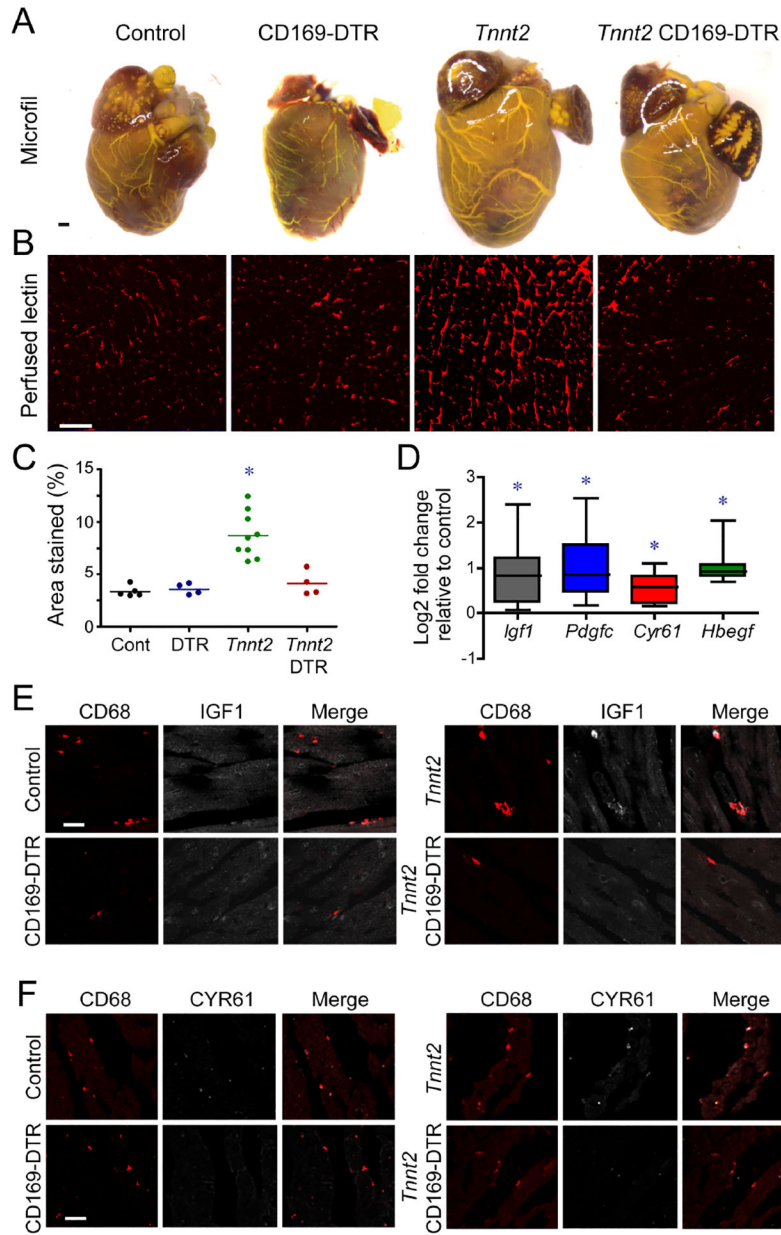 A
Control
CD169-DTR
Tnnt2
Tnnt2 CD169-DTR
Microfil
B
Perfused lectin
C
Area stained (%)
15
10
5
0
*
Cont
DTR
Tnnt2
Tnnt2
DTR
D
Log2 fold change
relative to control
3
2
1
0
-1
*
*
*
*
Igf1
Pdgfc
Cyr61
Hbegf
E
CD68
IGF1
Merge
CD68
IGF1
Merge
Control
Tnnt2
CD169-DTR
Tnnt2
CD169-DTR
F
CD68
CYR61
Merge
CD68
CYR61
Merge
Control
Tnnt2
CD169-DTR
Tnnt2
CD169-DTR